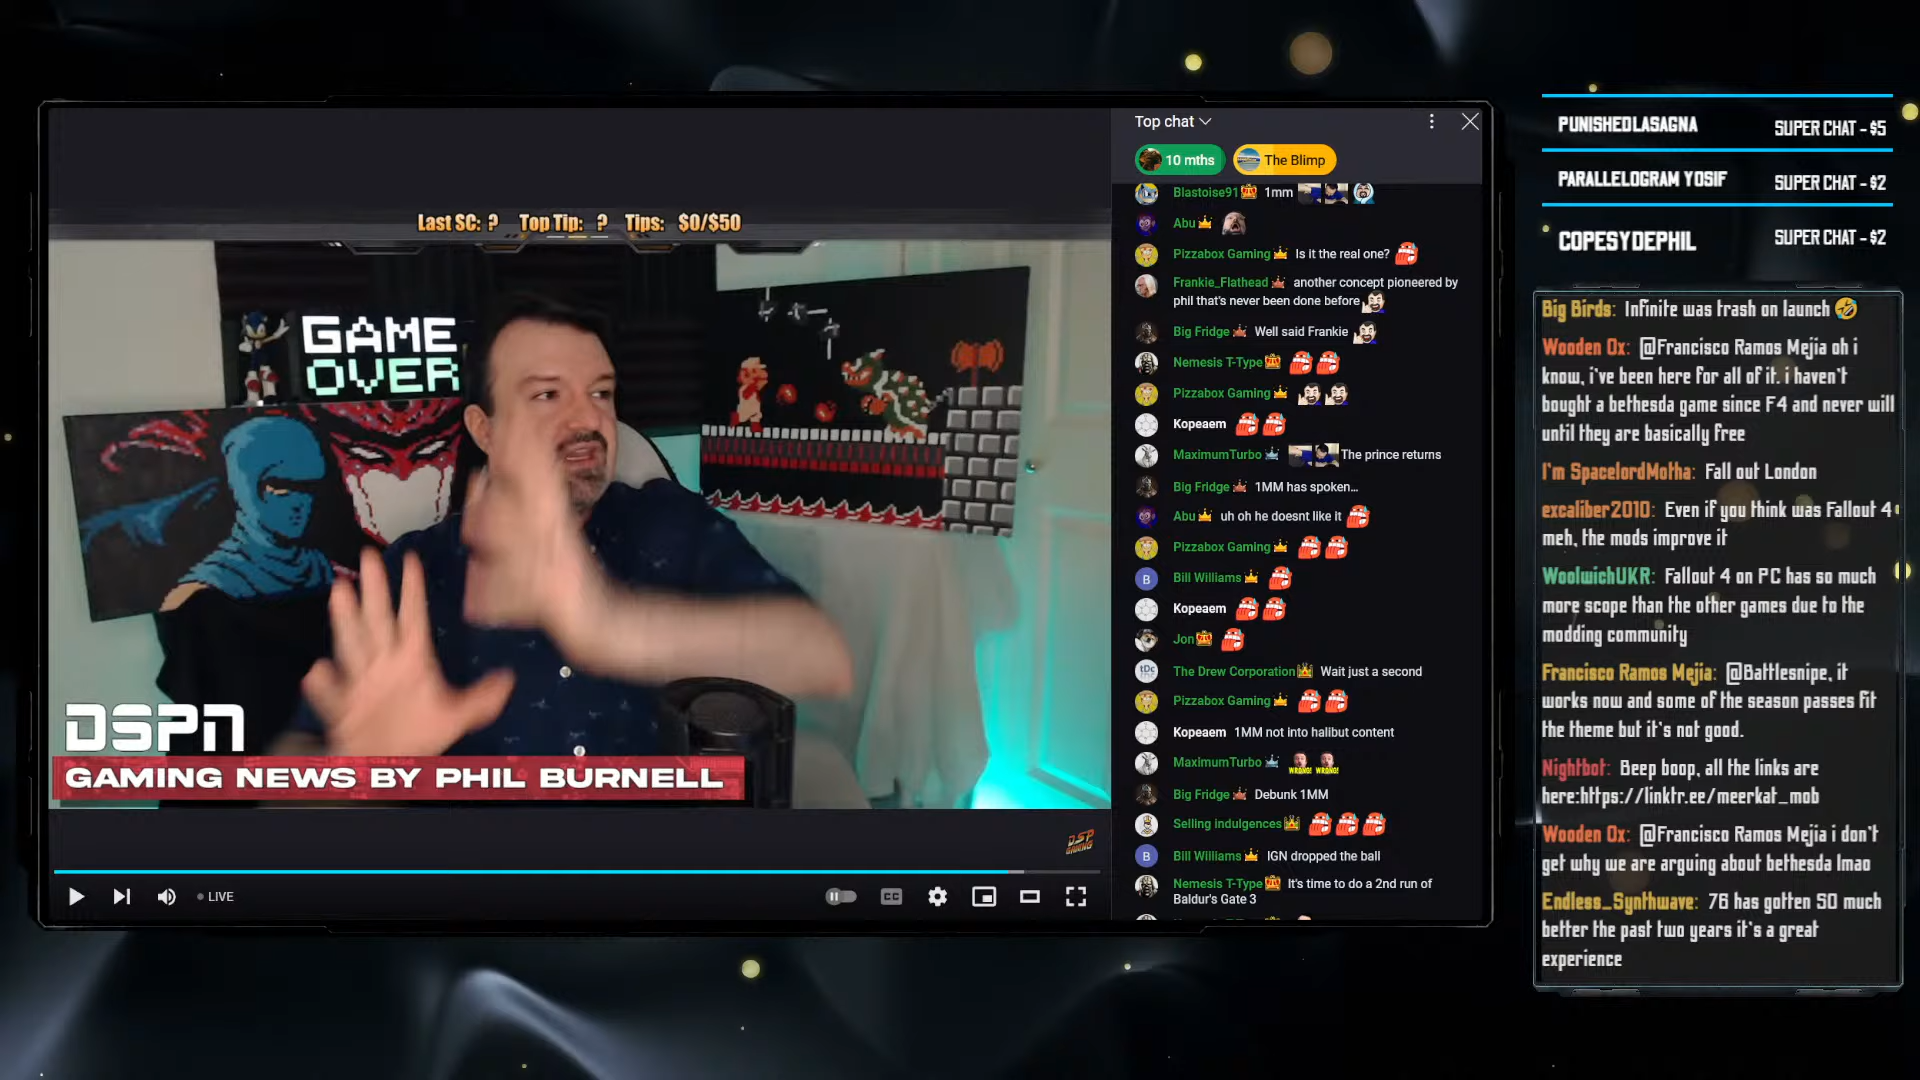 Last SC: ? Top Tip: ? Tips: $0/$50
GAME
OVER
DSPN
GAMING NEWS BY PHIL BURNELL
DSP
GAMING
LIVE
CC
Top chat
10 mths
The Blimp
Blastoise91 1mm
Abu
Pizzabox Gaming Is it the real one?
Frankie_Flathead another concept pioneered by
phil that's never been done before
Big Fridge Well said Frankie
Nemesis T-Type
Pizzabox Gaming
Kopeaem
MaximumTurbo The prince returns
Big Fridge 1MM has spoken...
Abu uh oh he doesnt like it
Pizzabox Gaming
B Bill Williams
Kopeaem
Jon
tDc The Drew Corporation Wait just a second
Pizzabox Gaming
Kopeaem 1MM not into halibut content
MaximumTurbo WRONG! WRONG!
Big Fridge Debunk 1MM
Selling indulgences
B Bill Williams IGN dropped the ball
Nemesis T-Type It's time to do a 2nd run of
Baldur's Gate 3
PUNISHEDLASAGNA SUPER CHAT - $5
PARALLELOGRAM YOSIF SUPER CHAT - $2
COPESYDEPHIL SUPER CHAT - $2
Big Birds: Infinite was trash on launch 🤣
Wooden Ox: @Francisco Ramos Mejia oh i
know, i've been here for all of it. i haven't
bought a bethesda game since F4 and never will
until they are basically free
I'm SpacelordMotha: Fall out London
excaliber2010: Even if you think was Fallout 4
meh, the mods improve it
WoolwichUKR: Fallout 4 on PC has so much
more scope than the other games due to the
modding community
Francisco Ramos Mejia: @Battlesnipe, it
works now and some of the season passes fit
the theme but it's not good.
Nightbot: Beep boop, all the links are
here:https://linktr.ee/meerkat_mob
Wooden Ox: @Francisco Ramos Mejia i don't
get why we are arguing about bethesda lmao
Endless_Synthwave: 76 has gotten SO much
better the past two years it's a great
experience